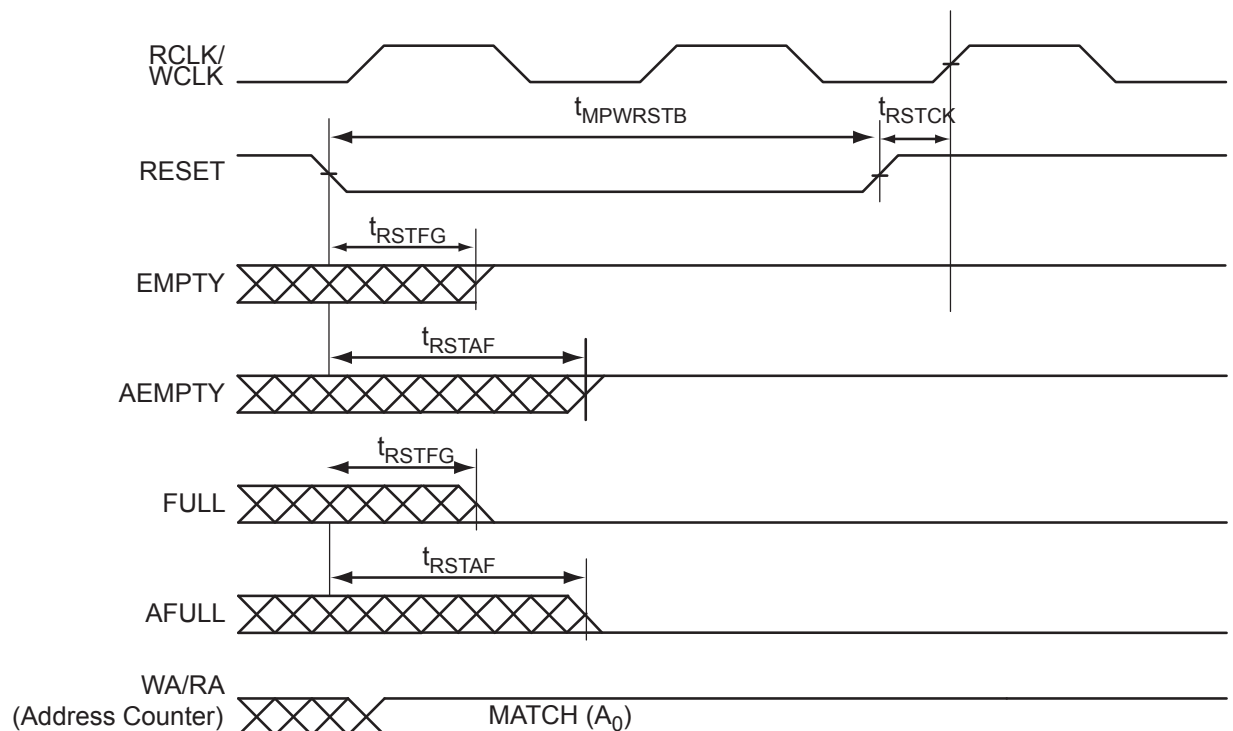 RCLK/
WCLK
tMPWRSTB
tRSTCK
RESET
tRSTFG
EMPTY
tRSTAF
AEMPTY
tRSTFG
FULL
tRSTAF
AFULL
WA/RA
(Address Counter)
MATCH (A0)